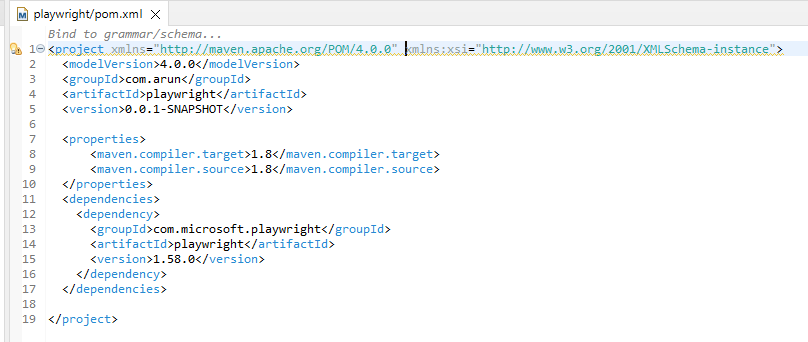 playwright/pom.xml
Bind to grammar/schema...
1 <project xmlns="http://maven.apache.org/POM/4.0.0" xmlns:xsi="http://www.w3.org/2001/XMLSchema-instance">
2   <modelVersion>4.0.0</modelVersion>
3   <groupId>com.arun</groupId>
4   <artifactId>playwright</artifactId>
5   <version>0.0.1-SNAPSHOT</version>
6
7   <properties>
8       <maven.compiler.target>1.8</maven.compiler.target>
9       <maven.compiler.source>1.8</maven.compiler.source>
10   </properties>
11   <dependencies>
12     <dependency>
13       <groupId>com.microsoft.playwright</groupId>
14       <artifactId>playwright</artifactId>
15       <version>1.58.0</version>
16     </dependency>
17   </dependencies>
18
19 </project>